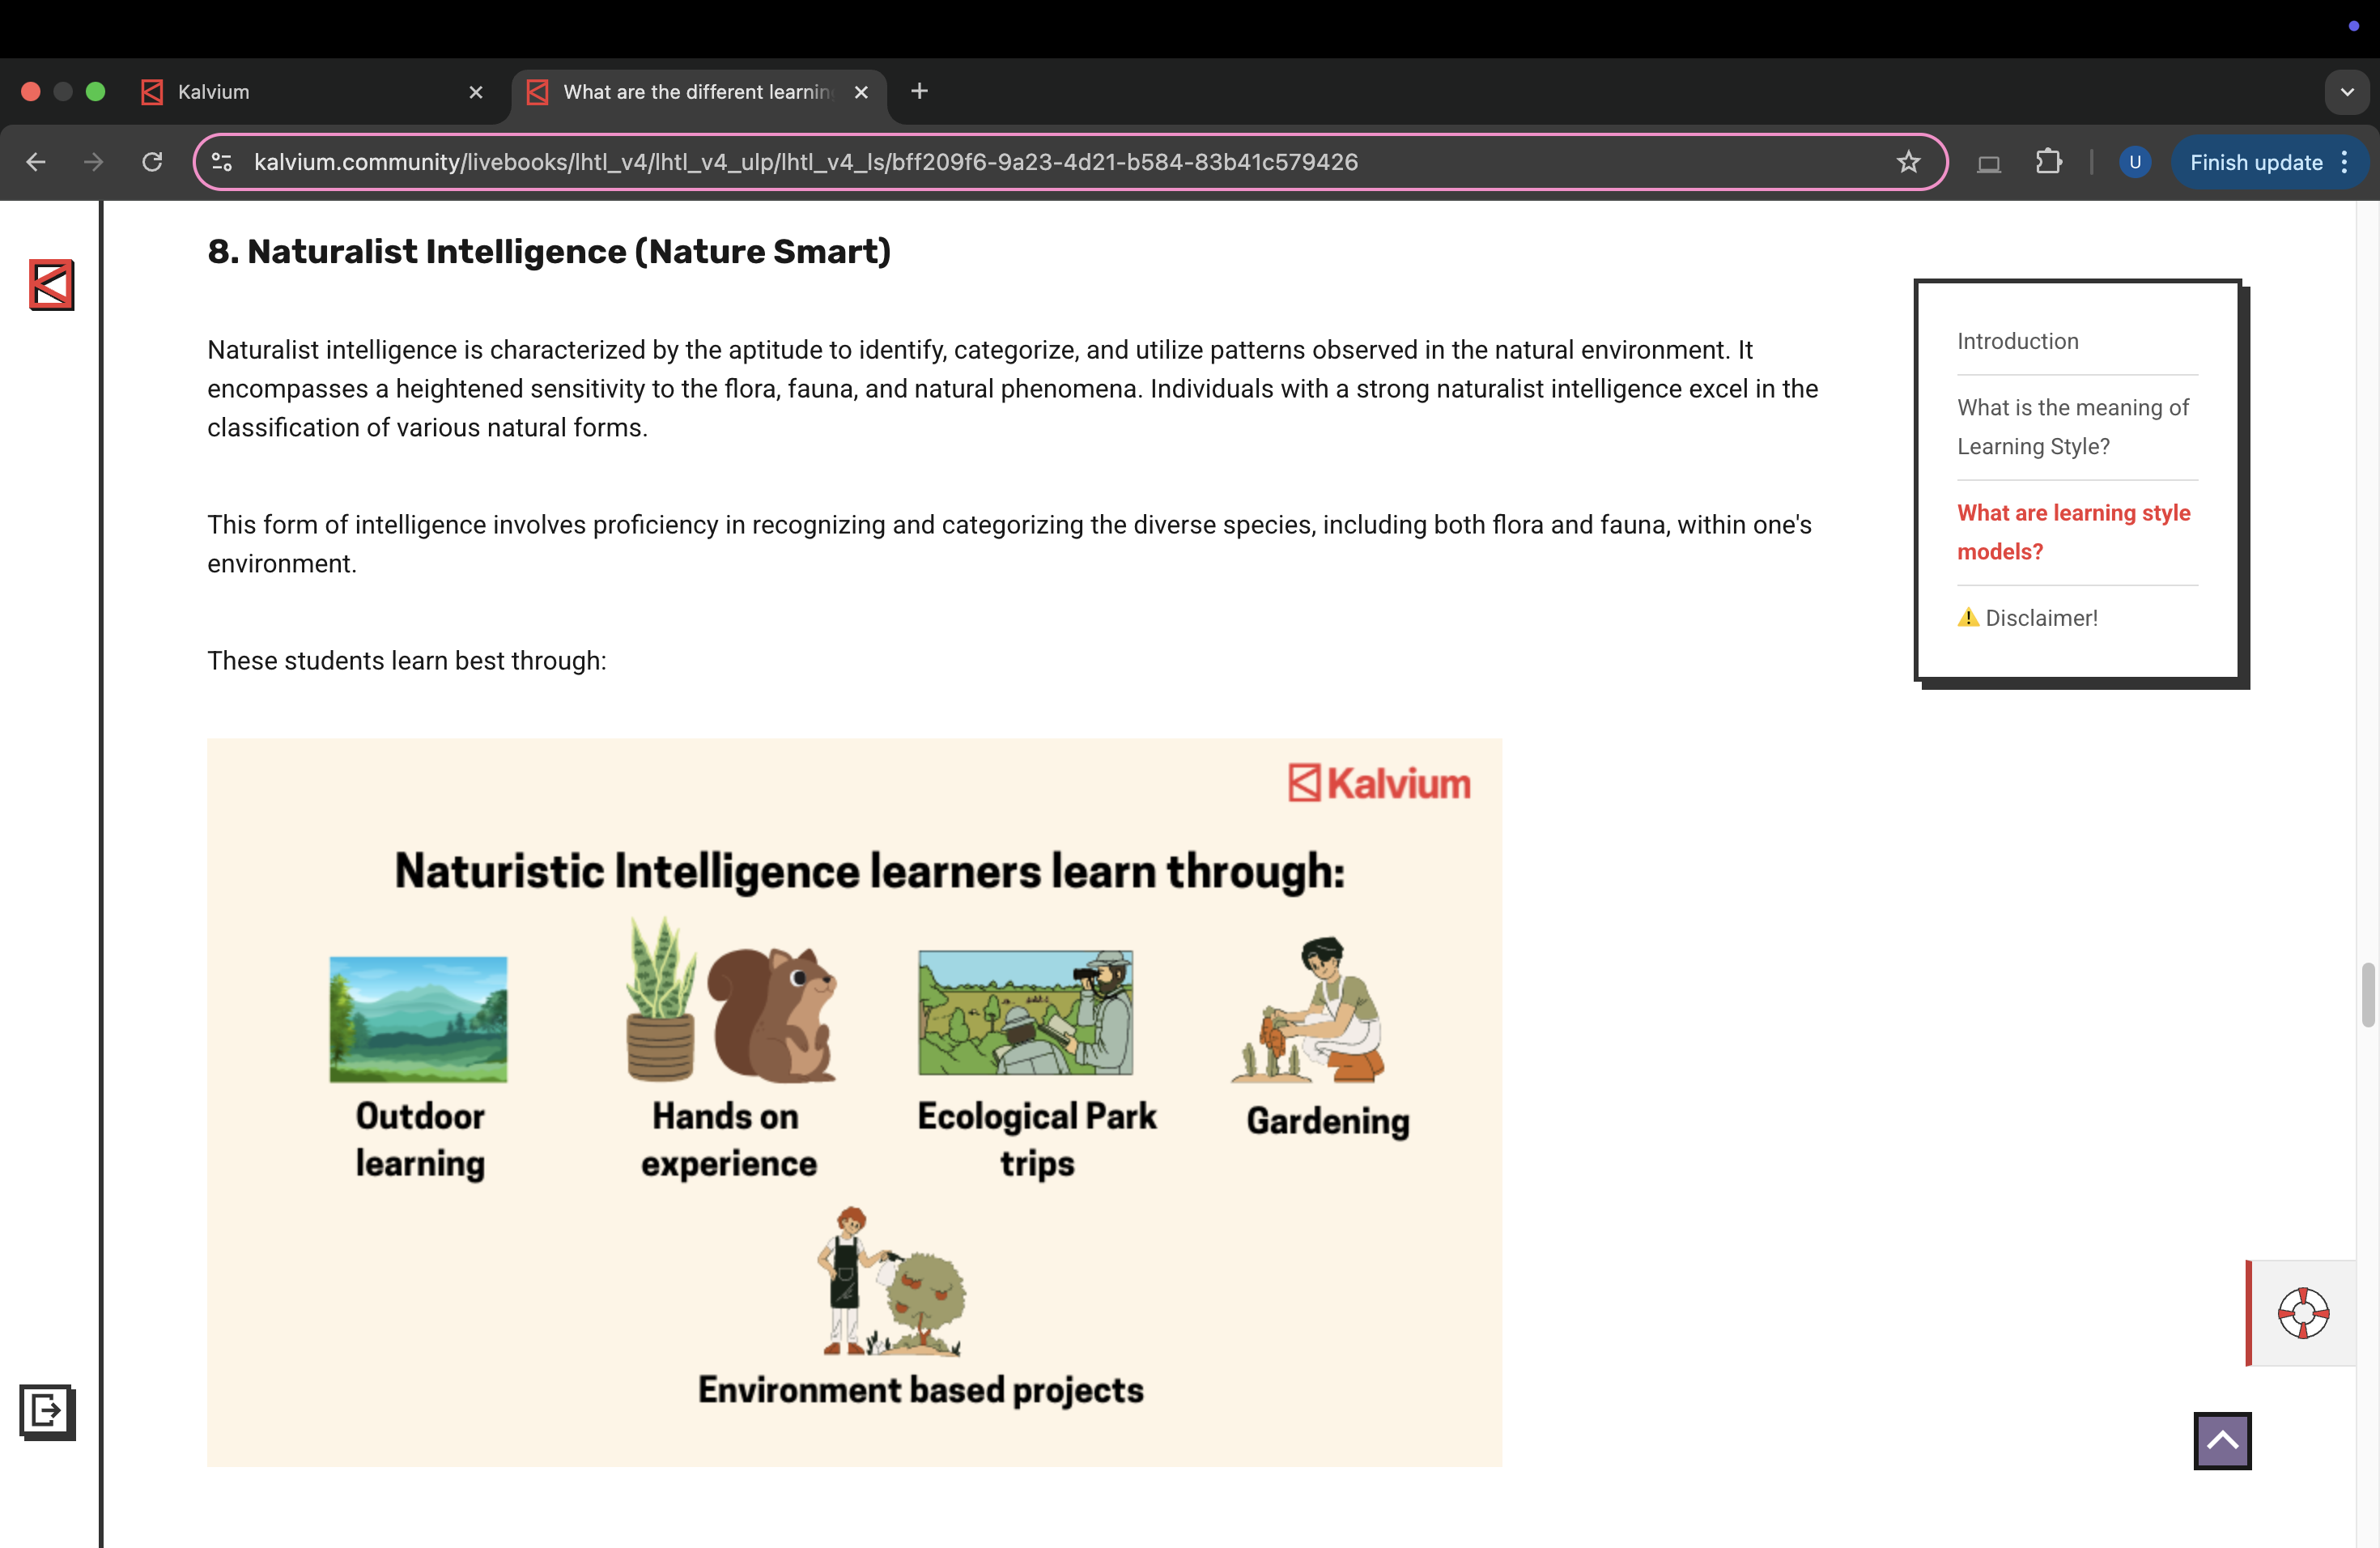 Kalvium
What are the different learnin
kalvium.community/livebooks/lhtl_v4/lhtl_v4_ulp/lhtl_v4_ls/bff209f6-9a23-4d21-b584-83b41c579426
U
Finish update
8. Naturalist Intelligence (Nature Smart)
Naturalist intelligence is characterized by the aptitude to identify, categorize, and utilize patterns observed in the natural environment. It
encompasses a heightened sensitivity to the flora, fauna, and natural phenomena. Individuals with a strong naturalist intelligence excel in the
classification of various natural forms.
This form of intelligence involves proficiency in recognizing and categorizing the diverse species, including both flora and fauna, within one's
environment.
These students learn best through:
Kalvium
Naturistic Intelligence learners learn through:
Outdoor
learning
Hands on
experience
Ecological Park
trips
Gardening
Environment based projects
Introduction
What is the meaning of
Learning Style?
What are learning style
models?
⚠️ Disclaimer!